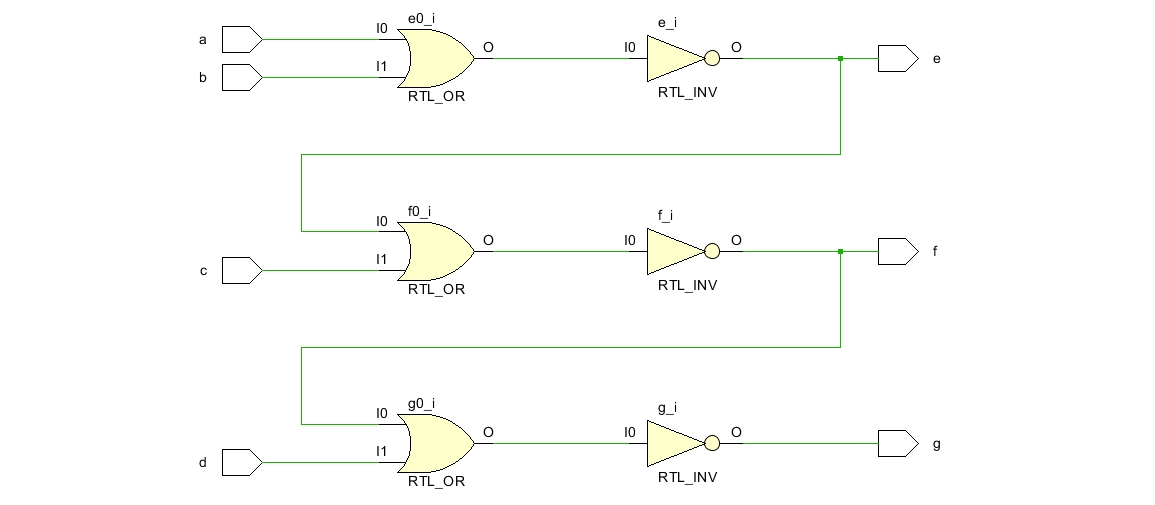 e0_i
e_i
a
I0
O
I0
O
e
b
I1
RTL_OR
RTL_INV
f0_i
f_i
I0
O
I0
O
f
c
I1
RTL_OR
RTL_INV
g0_i
g_i
I0
O
I0
O
g
d
I1
RTL_OR
RTL_INV